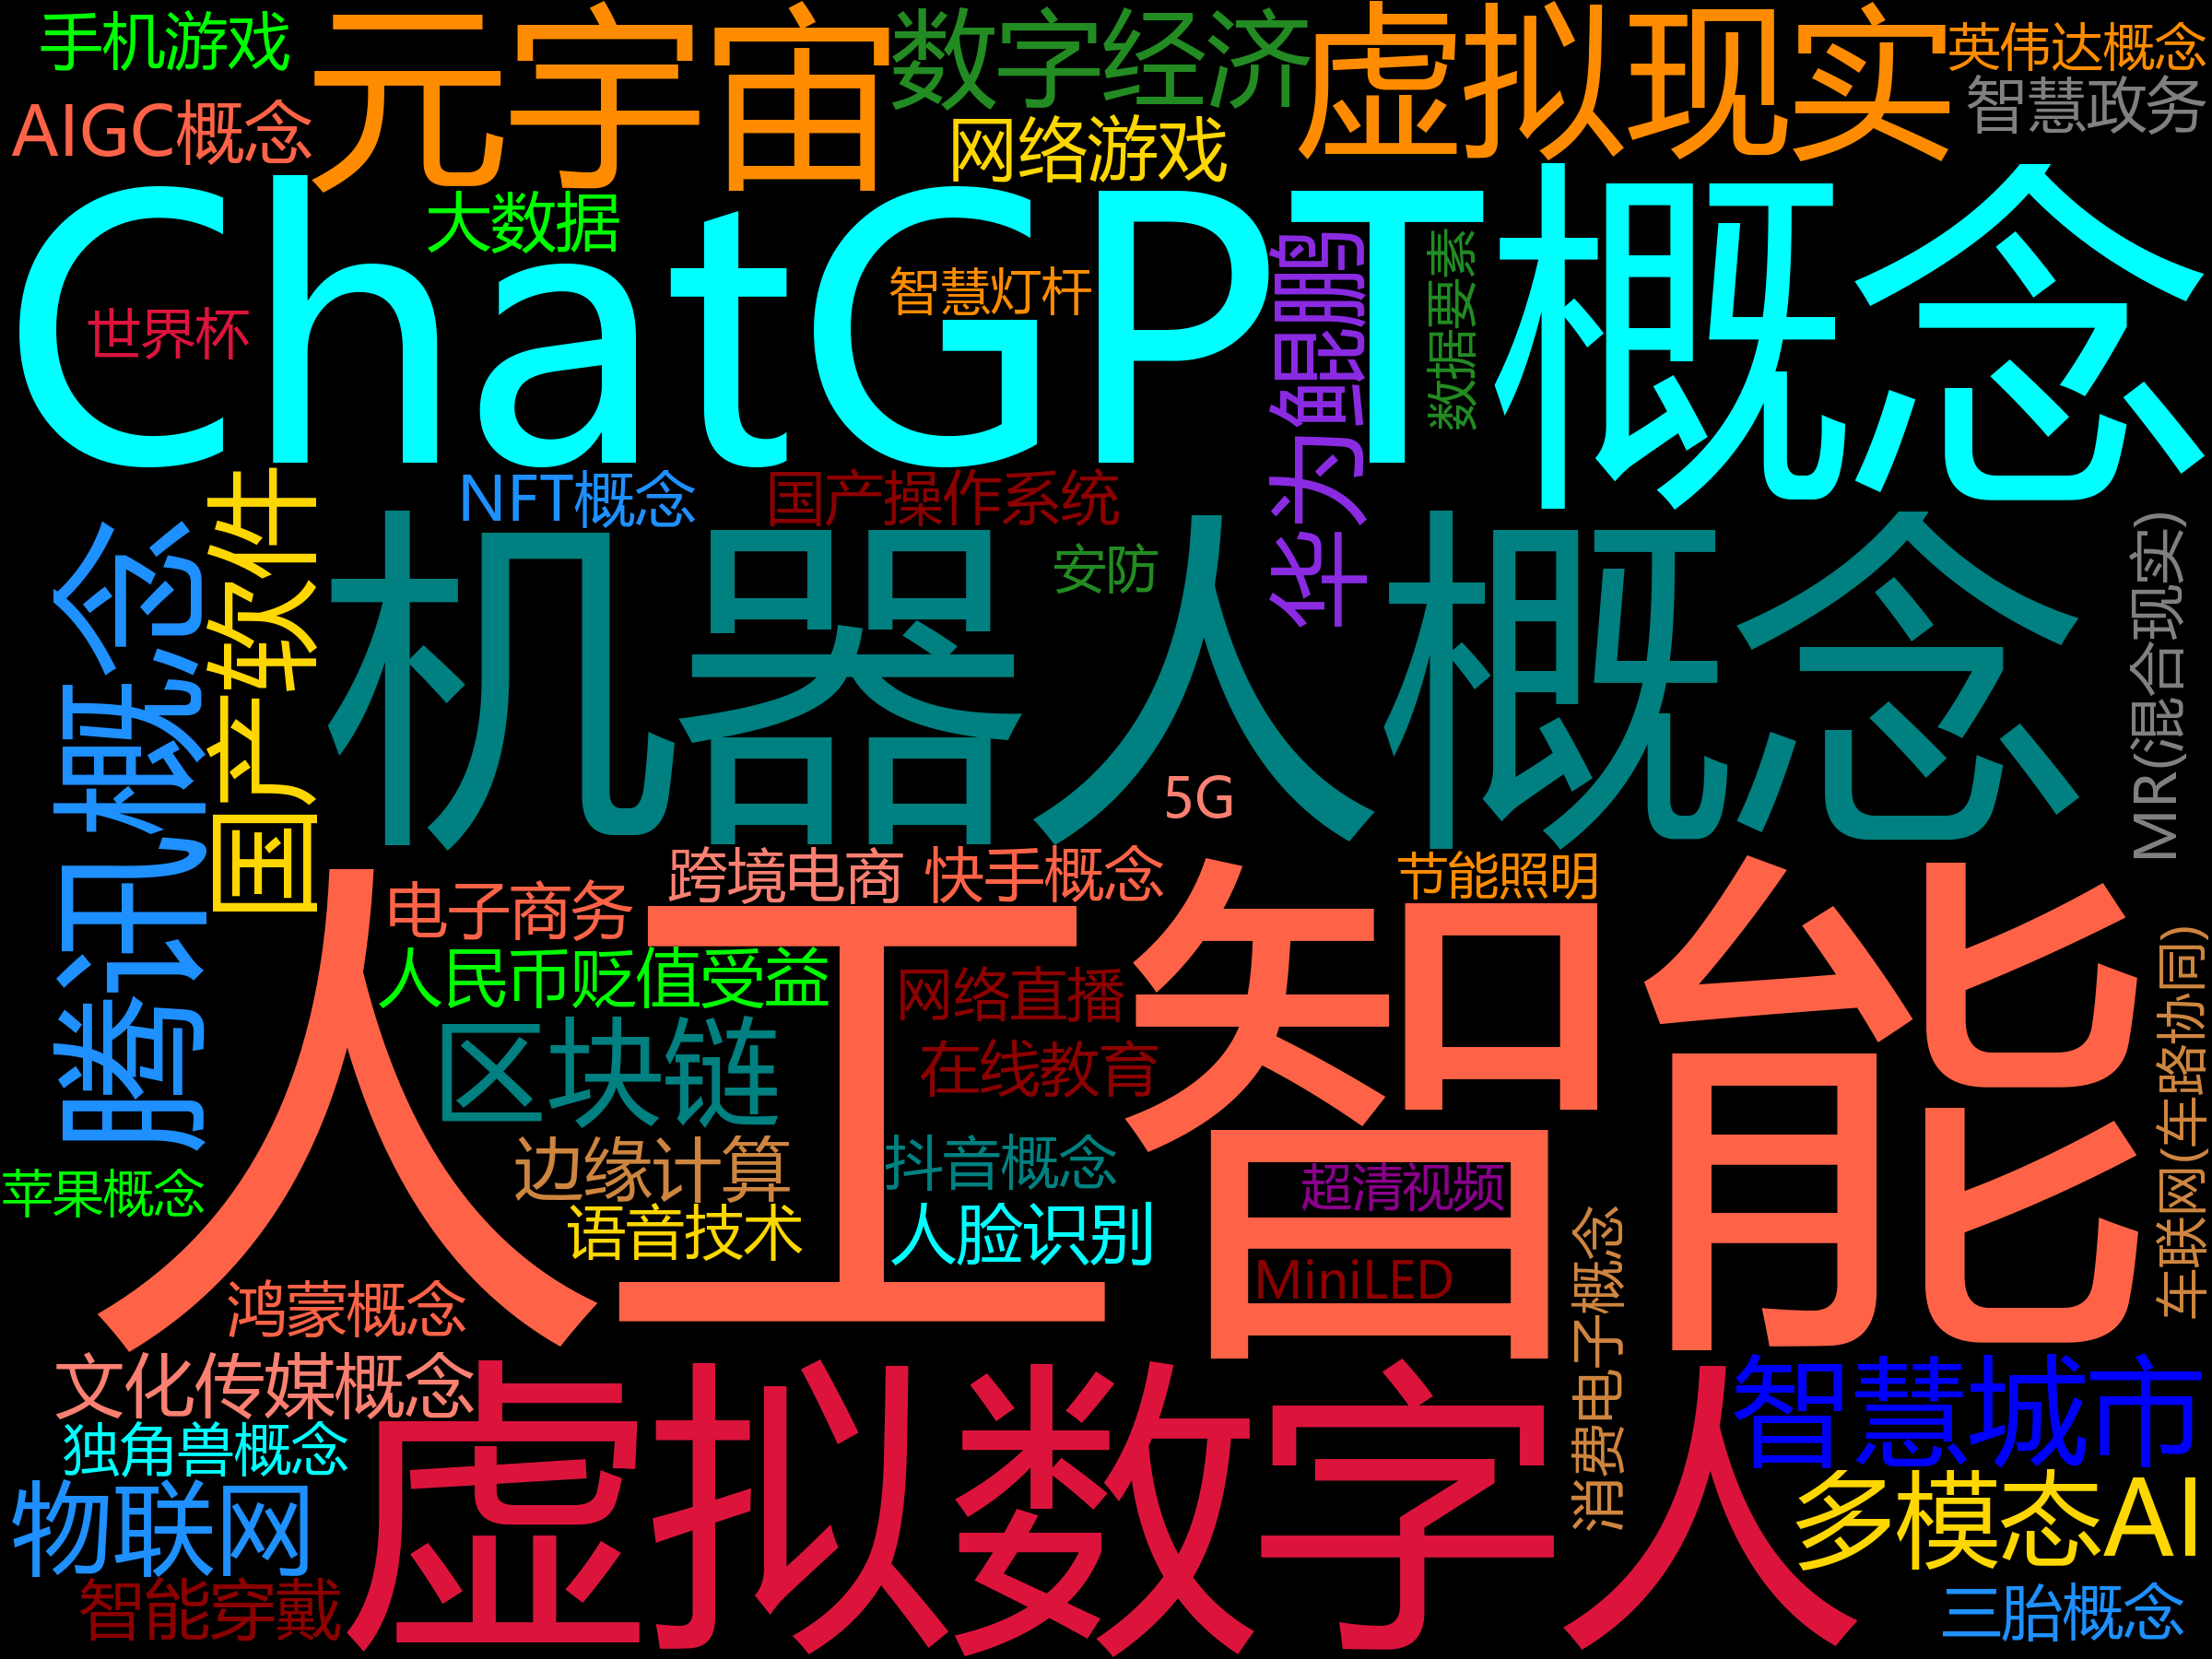 手机游戏
元宇宙
数字经济
虚拟现实
英伟达概念
AIGC概念
网络游戏
智慧政务
ChatGPT概念
大数据
智慧灯杆
世界杯
华为鲲鹏
数据要素
NFT概念
国产操作系统
安防
腾讯概念
国产软件
机器人概念
MR(混合现实)
5G
跨境电商
快手概念
节能照明
电子商务
人工智能
人民币贬值受益
网络直播
区块链
在线教育
车联网(车路协同)
边缘计算
抖音概念
超清视频
苹果概念
语音技术
人脸识别
MiniLED
消费电子概念
鸿蒙概念
文化传媒概念
虚拟数字人
智慧城市
独角兽概念
物联网
多模态AI
智能穿戴
三胎概念